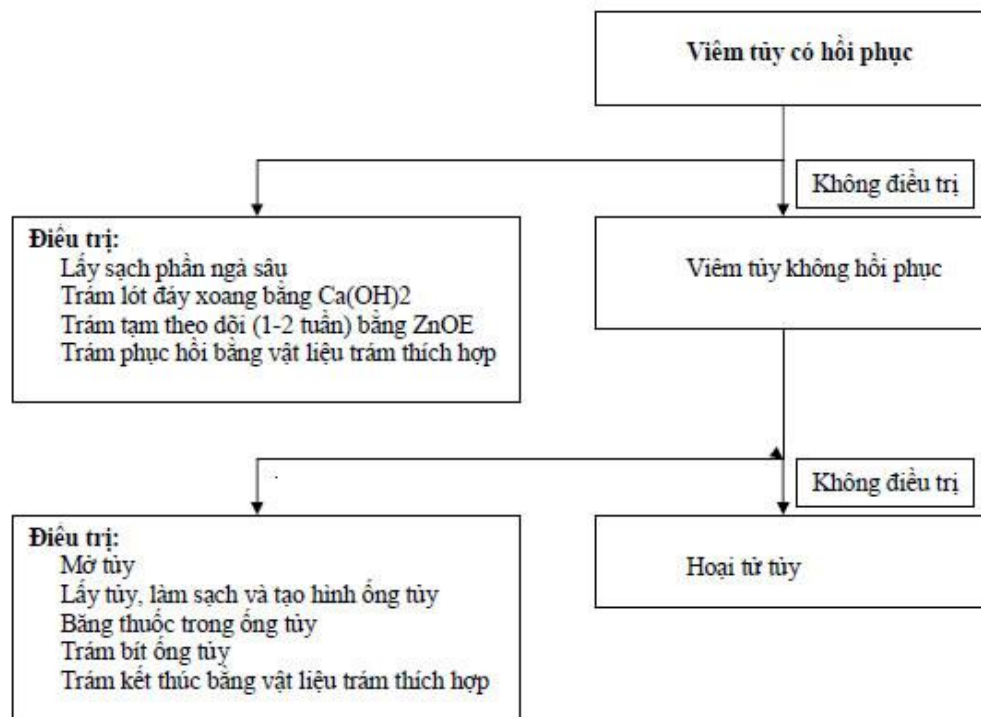 Viêm tủy có hồi phục
Không điều trị
Điều trị:
Lấy sạch phần ngà sâu
Trám lót đáy xoang bằng Ca(OH)2
Trám tạm theo dõi (1-2 tuần) bằng ZnOE
Trám phục hồi bằng vật liệu trám thích hợp
Viêm tủy không hồi phục
Không điều trị
Điều trị:
Mở tủy
Lấy tủy, làm sạch và tạo hình ống tủy
Băng thuốc trong ống tủy
Trám bít ống tủy
Trám kết thúc bằng vật liệu trám thích hợp
Hoại tử tủy